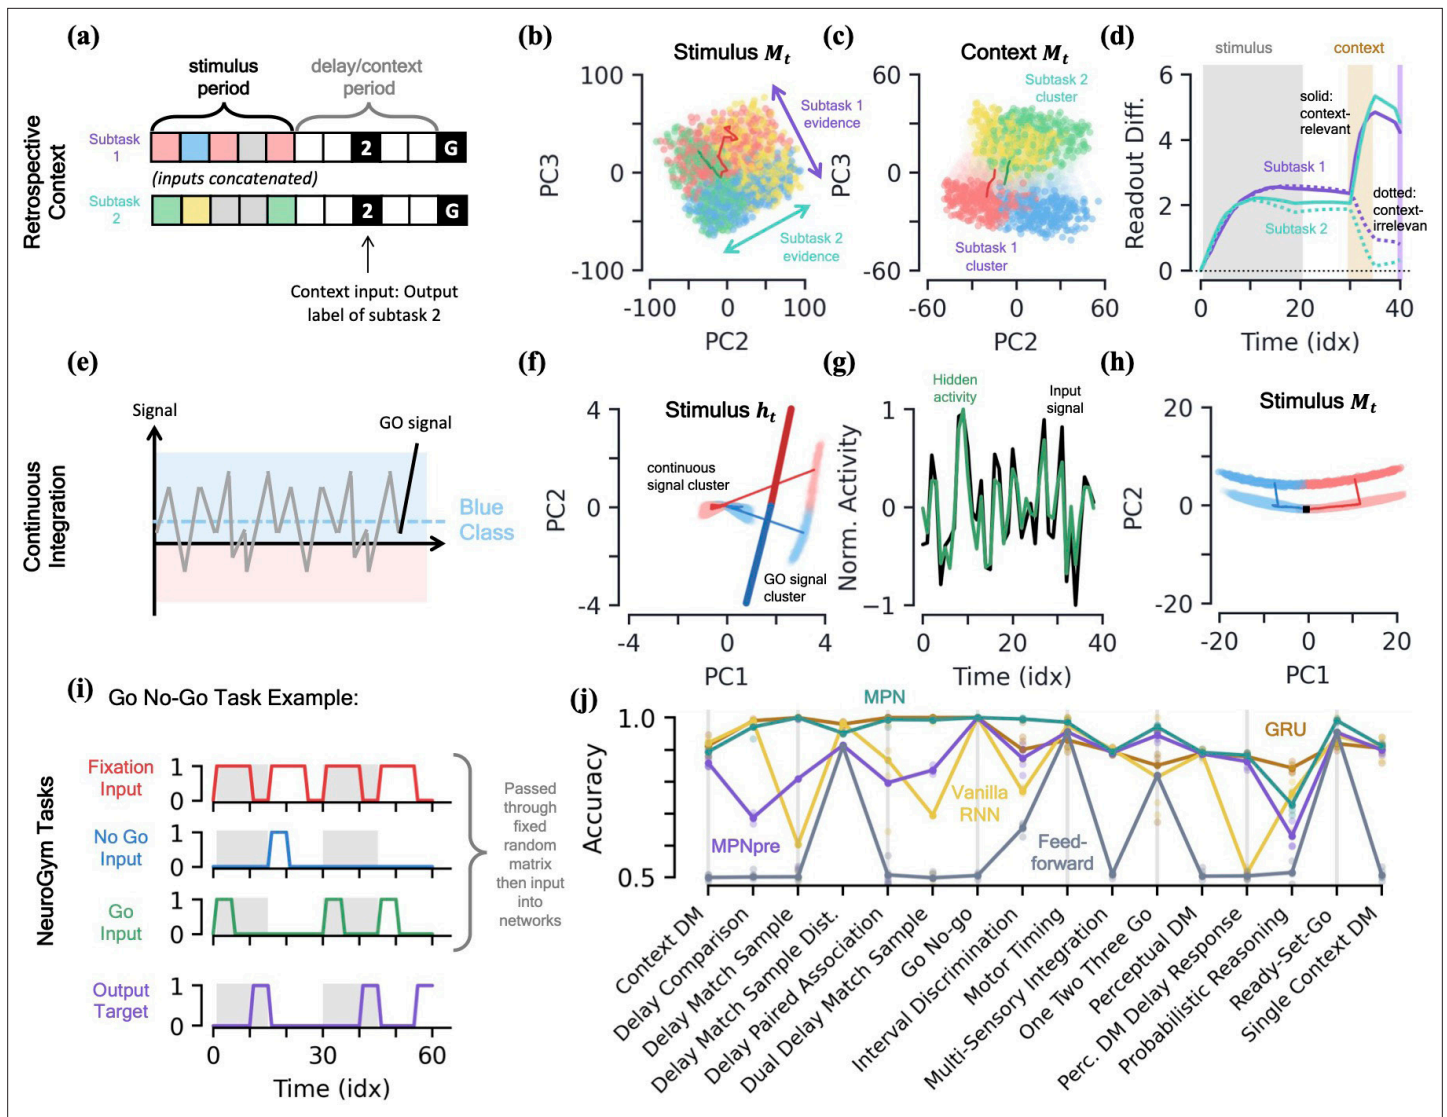 (a)
stimulus
period
delay/context
period
Retrospective
Context
Subtask
1
2
G
(inputs concatenated)
Subtask
2
2
G
Context input: Output
label of subtask 2
(b)
Stimulus Mt
100
0
-100
PC3
-100
0
100
PC2
Subtask 1
evidence
Subtask 2
evidence
(c)
Context Mt
60
0
-60
PC3
-60
0
60
PC2
Subtask 2
cluster
Subtask 1
cluster
(d)
stimulus
context
6
4
2
0
Readout Diff.
solid:
context-
relevant
Subtask 1
dotted:
context-
irrelevan
Subtask 2
0
20
40
Time (idx)
(e)
Continuous
Integration
Signal
GO signal
Blue
Class
(f)
Stimulus ht
4
0
-4
PC2
continuous
signal cluster
GO signal
cluster
-4
0
4
PC1
(g)
Hidden
activity
Input
signal
1
0
−1
Norm. Activity
0
20
40
Time (idx)
(h)
Stimulus Mt
20
0
-20
PC2
-20
0
20
PC1
(i)
Go No-Go Task Example:
NeuroGym Tasks
Fixation
Input
1
0
No Go
Input
1
0
Go
Input
1
0
Output
Target
1
0
0
30
60
Time (idx)
Passed
through
fixed
random
matrix
then input
into
networks
(j)
MPN
GRU
Vanilla
RNN
MPNpre
Feed-
forward
1.0
0.5
Accuracy
Context DM
Delay Comparison
Delay Match Sample
Delay Match Sample Dist.
Delay Paired Association
Dual Delay Match Sample
Go No-go
Interval Discrimination
Motor Timing
Multi-Sensory Integration
One Two Three Go
Perceptual DM
Perc. DM Delay Response
Probabilistic Reasoning
Ready-Set-Go
Single Context DM